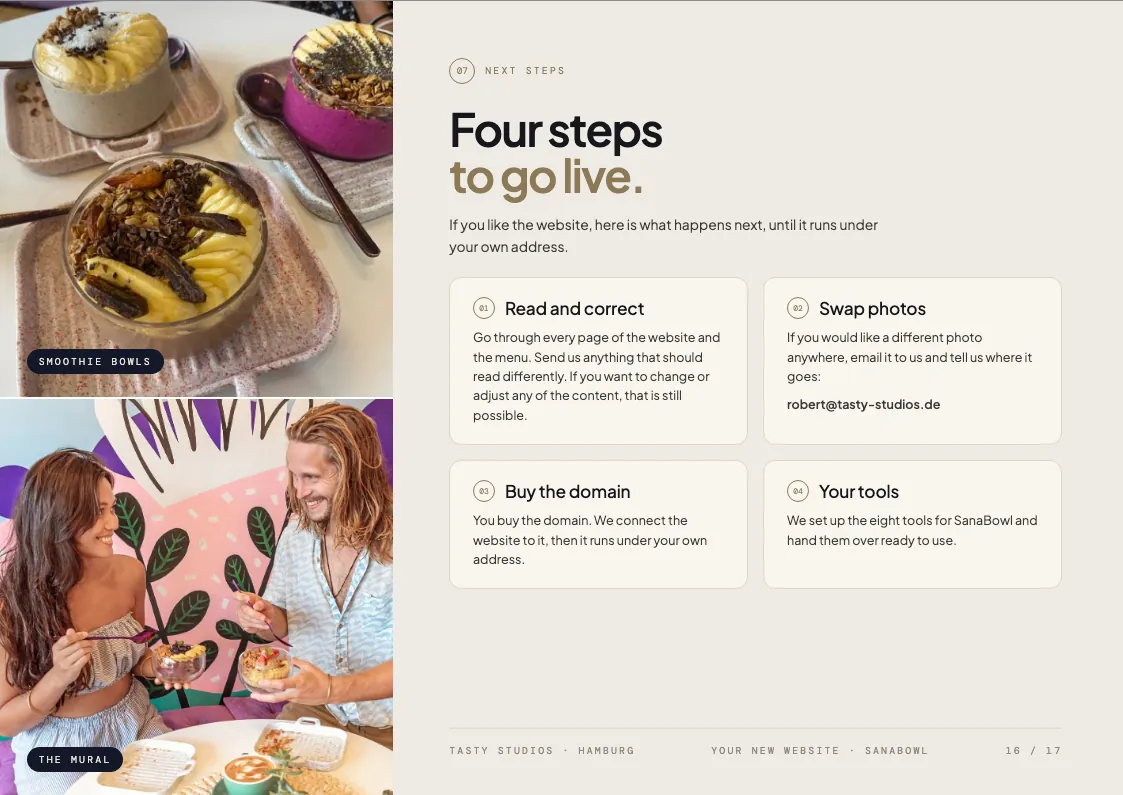 SMOOTHIE BOWLS
THE MURAL
07 NEXT STEPS
Four steps
to go live.
If you like the website, here is what happens next, until it runs under
your own address.
01 Read and correct
Go through every page of the website and
the menu. Send us anything that should
read differently. If you want to change or
adjust any of the content, that is still
possible.
02 Swap photos
If you would like a different photo
anywhere, email it to us and tell us where it
goes:
robert@tasty-studios.de
03 Buy the domain
You buy the domain. We connect the
website to it, then it runs under your own
address.
04 Your tools
We set up the eight tools for SanaBowl and
hand them over ready to use.
TASTY STUDIOS · HAMBURG
YOUR NEW WEBSITE · SANABOWL
16 / 17